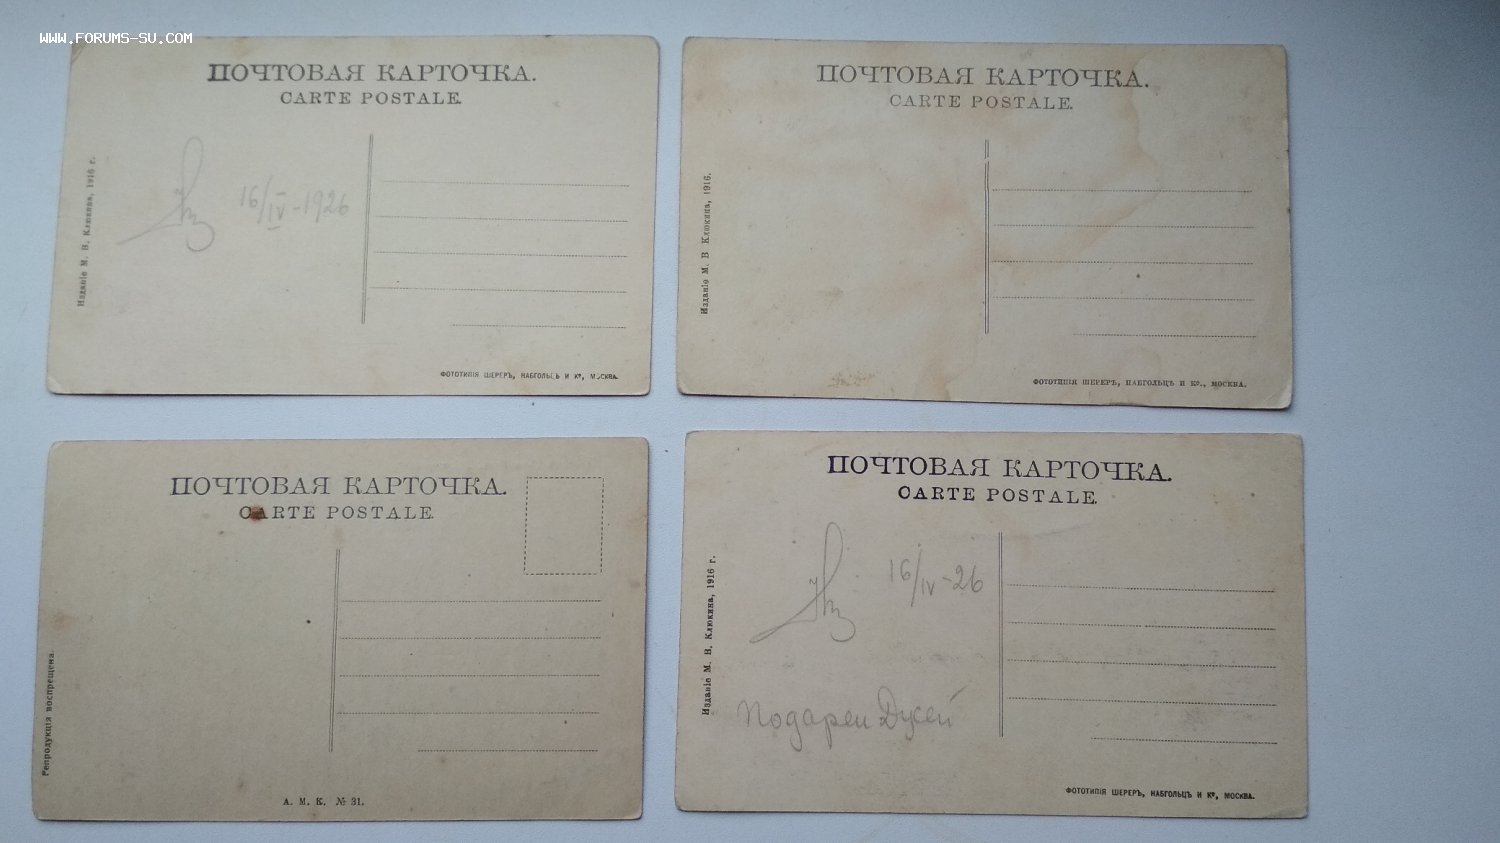 WWW.FORUMS-SU.COM
ПОЧТОВАЯ КАРТОЧКА.
CARTE POSTALE.
Изданіе М. В. Клюкина, 1916 г.
16/IV-1926
ФОТОТИПІЯ ШЕРЕРЪ, НАБГОЛЬЦЪ И Кº, МОСКВА.
ПОЧТОВАЯ КАРТОЧКА.
CARTE POSTALE.
Изданіе М. В Клюкина, 1916.
ФОТОТИПІЯ ШЕРЕРЪ, НАБГОЛЬЦЪ И Кº., МОСКВА.
ПОЧТОВАЯ КАРТОЧКА.
CARTE POSTALE.
Репродукція воспрещена.
А. М. К. № 31.
ПОЧТОВАЯ КАРТОЧКА.
CARTE POSTALE.
Изданіе М. В. Клюкина, 1916 г.
16/IV-26
Подарен Дусей
ФОТОТИПІЯ ШЕРЕРЪ, НАБГОЛЬЦЪ И Кº, МОСКВА.